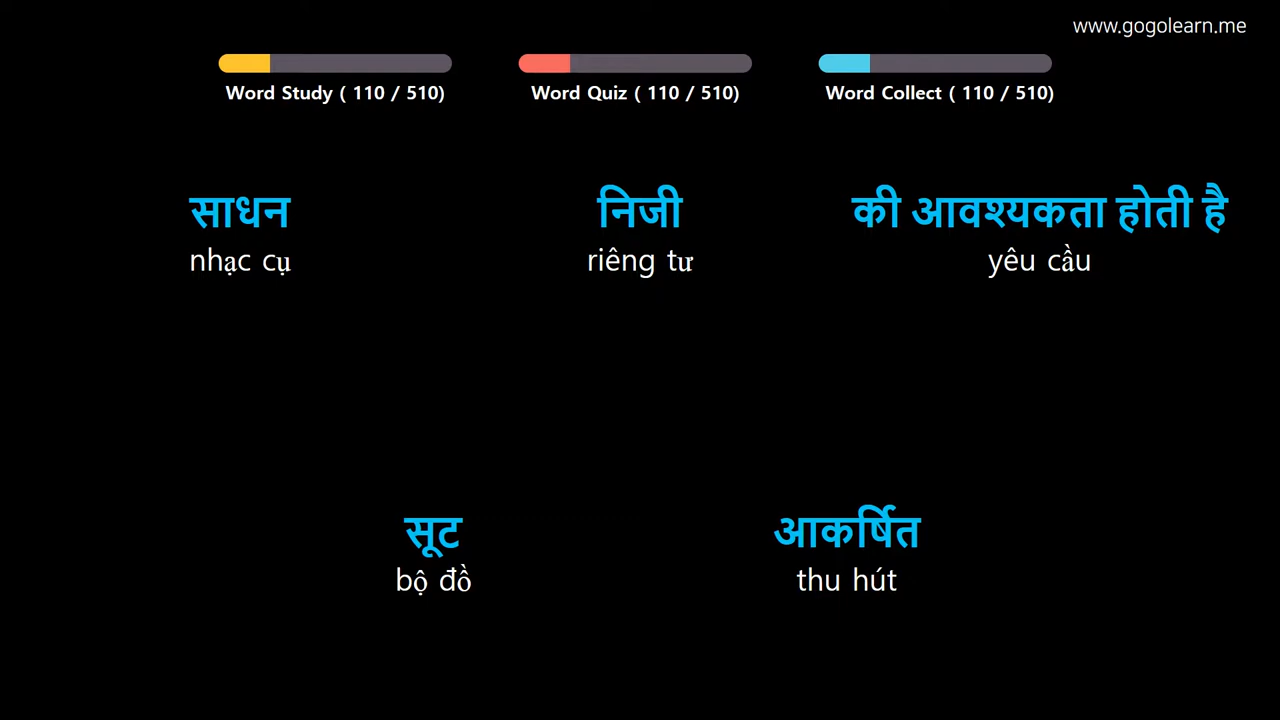 www.gogolearn.me
Word Study ( 110 / 510)
Word Quiz ( 110 / 510)
Word Collect ( 110 / 510)
साधन
nhạc cụ
निजी
riêng tư
की आवश्यकता होती है
yêu cầu
सूट
bộ đồ
आकर्षित
thu hút